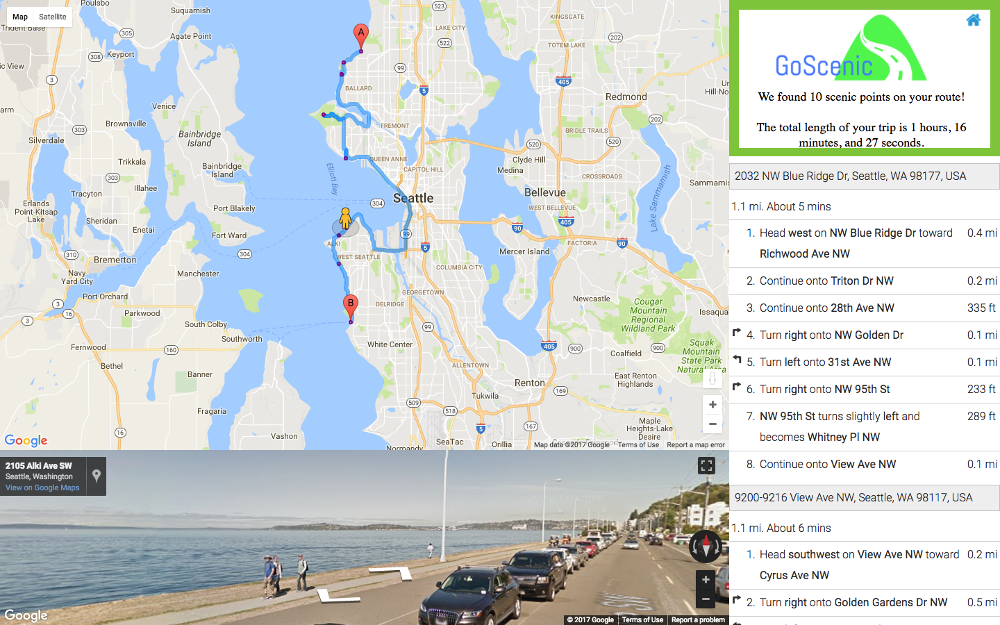 Map
Satellite
Poulsbo
Suquamish
Trident Base
Agate Point
Keyport
305
308
3
ic View
arm
Venice
Brownsville
303
Silverdale
Bainbridge
Island
Trikkala
303
Bainbridge
Island
Illahee
Tracyton
Erlands
Point-Kitsap
Lake
Port Blakely
Sheridan
Enetai
Fort Ward
310
Bremerton
304
Navy
Yard City
Manchester
Port Orchard
3
16
3
Parkwood
South Colby
Southworth
Fernwood
160
Bethel
Banner
Fragaria
16
Vashon
Google
A
523
LAKE CITY
522
99
5
BALLARD
FREMONT
QUEEN ANNE
CAPITOL HILL
Elliott Bay
304
Seattle
99
ALKI
WEST SEATTLE
5
COLUMBIA CITY
B
GEORGETOWN
DELRIDGE
99
White Center
ALLENTOWN
Tukwila
509
518
5
SeaTac
Normandy
Orillia
KINGSGATE
202
TOTEM LAKE
405
Redmond
Un
Hill-No
202
BRIDLE TRAILS
520
520
Clyde Hill
Medina
CROSSROADS
Sammamis
Lake Sammamish
Bellevue
WEST BELLEVUE
405
90
90
FACTORIA
Mercer Island
Newcastle
Issaqua
Cougar
Mountain
Regional
Wildland Park
405
900
900
Coalfield
Squak
Mountain
State Park
Natural Area
East Renton
Highlands
Renton
169
167
Maple
Heights-Lake
Desire
+
−
Map data ©2017 Google
Terms of Use
Report a map error
2105 Alki Ave SW
Seattle, Washington
View on Google Maps
SW
+
−
Google
© 2017 Google
Terms of Use
Report a problem
GoScenic
We found 10 scenic points on your route!
The total length of your trip is 1 hours, 16
minutes, and 27 seconds.
2032 NW Blue Ridge Dr, Seattle, WA 98177, USA
1.1 mi. About 5 mins
1. Head west on NW Blue Ridge Dr toward 0.4 mi
Richwood Ave NW
2. Continue onto Triton Dr NW 0.2 mi
3. Continue onto 28th Ave NW 335 ft
4. Turn right onto NW Golden Dr 0.1 mi
5. Turn left onto 31st Ave NW 0.1 mi
6. Turn right onto NW 95th St 233 ft
7. NW 95th St turns slightly left and 289 ft
becomes Whitney Pl NW
8. Continue onto View Ave NW 0.1 mi
9200-9216 View Ave NW, Seattle, WA 98117, USA
1.1 mi. About 6 mins
1. Head southwest on View Ave NW toward 0.2 mi
Cyrus Ave NW
2. Turn right onto Golden Gardens Dr NW 0.5 mi